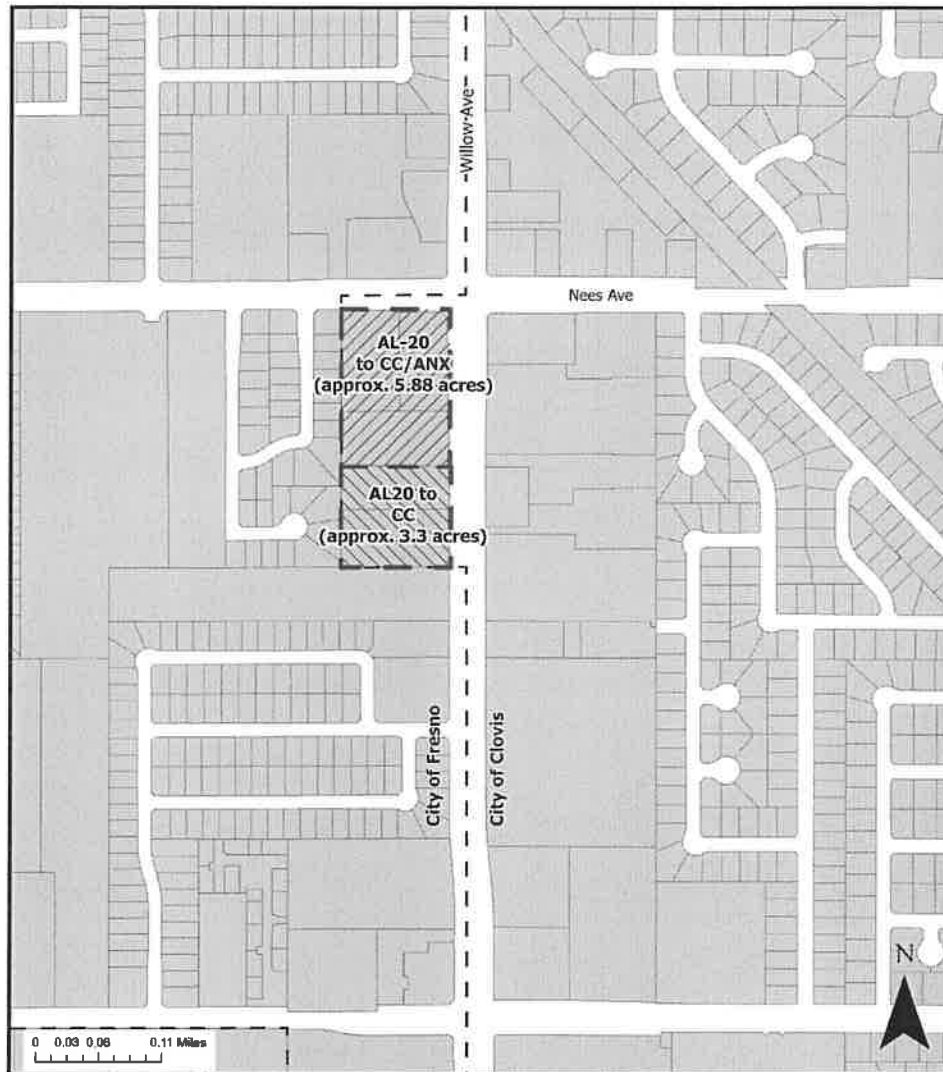 Willow Ave
Nees Ave
AL-20
to CC/ANX
(approx. 5.88 acres)
AL20 to
CC
(approx. 3.3 acres)
City of Fresno
City of Clovis
N
0 0.03 0.06 0.11 Miles